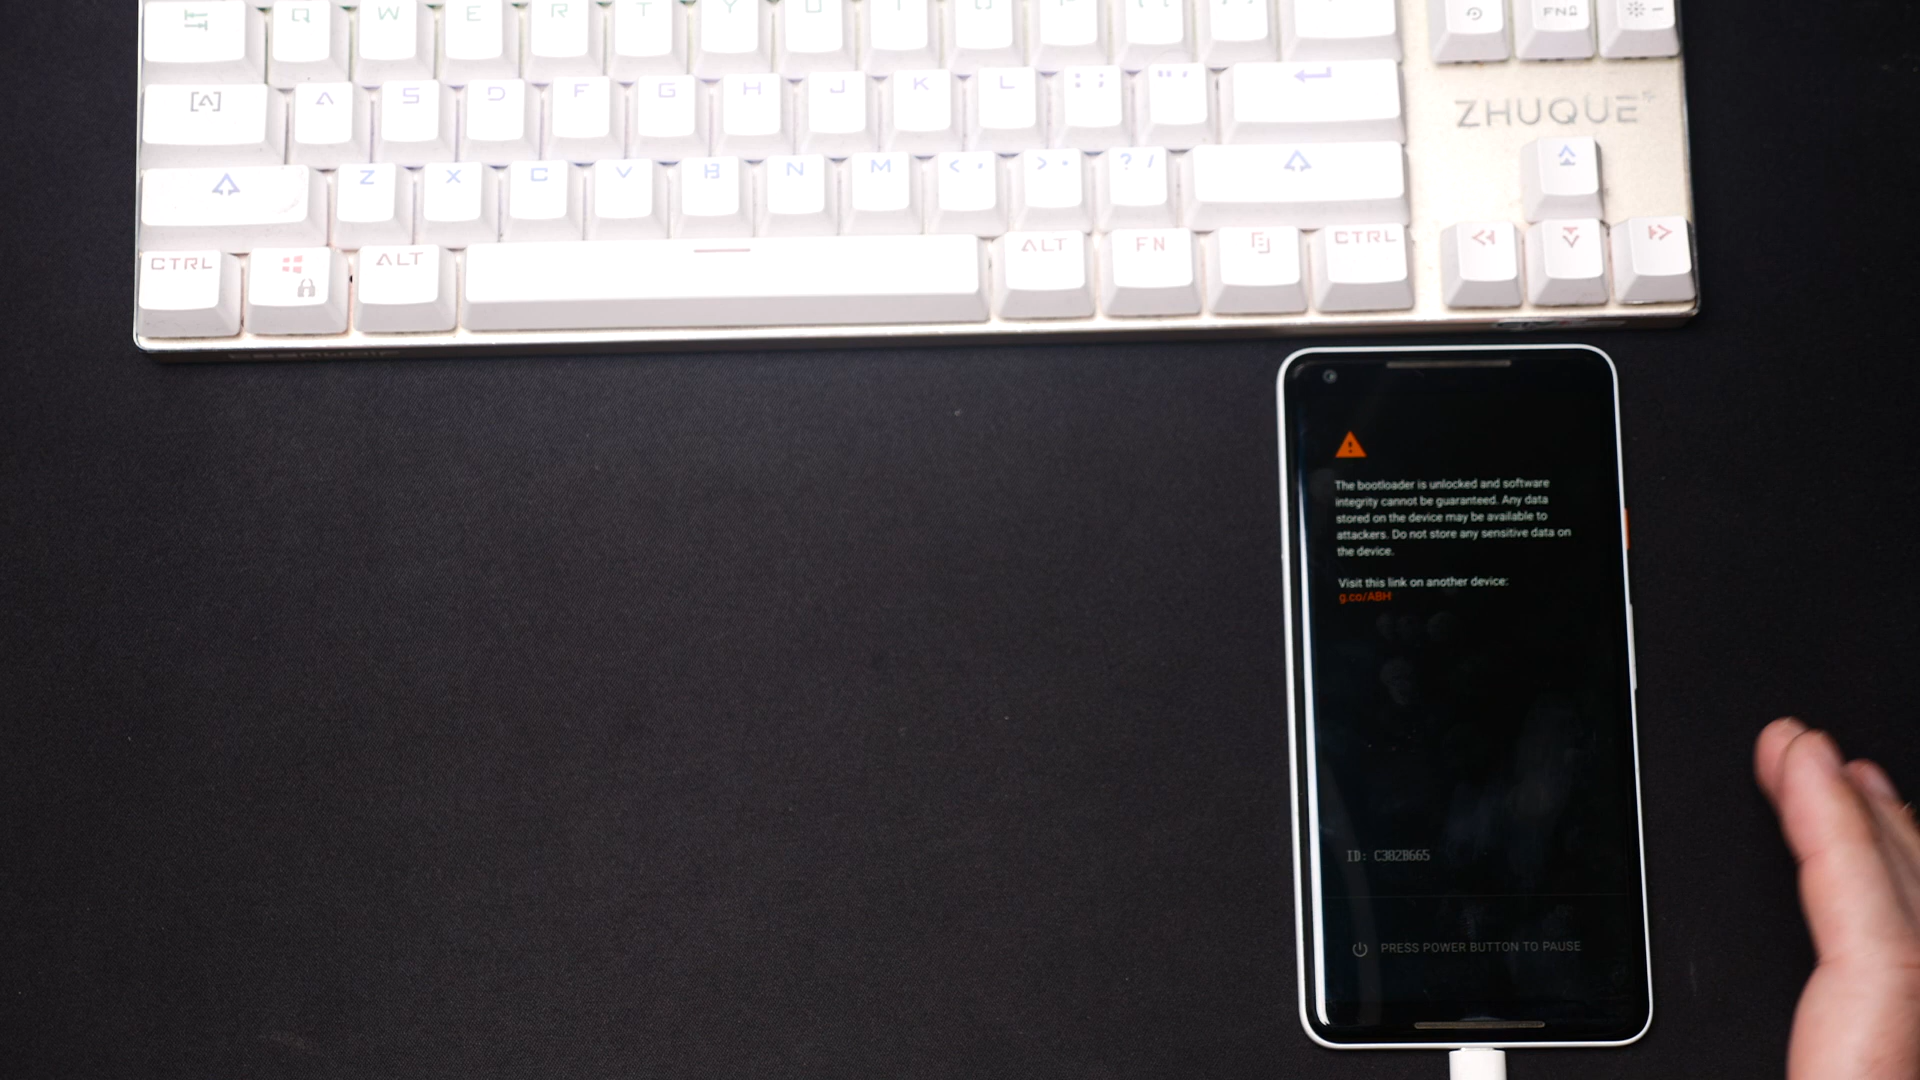 Q W E R T Y
A S D F G H J K L ; : " '
Z X C V B N M < , > . ? /
CTRL ALT ALT FN CTRL
FN
ZHUQUE
The bootloader is unlocked and software
integrity cannot be guaranteed. Any data
stored on the device may be available to
attackers. Do not store any sensitive data on
the device.
Visit this link on another device:
g.co/ABH
ID: C382B665
PRESS POWER BUTTON TO PAUSE